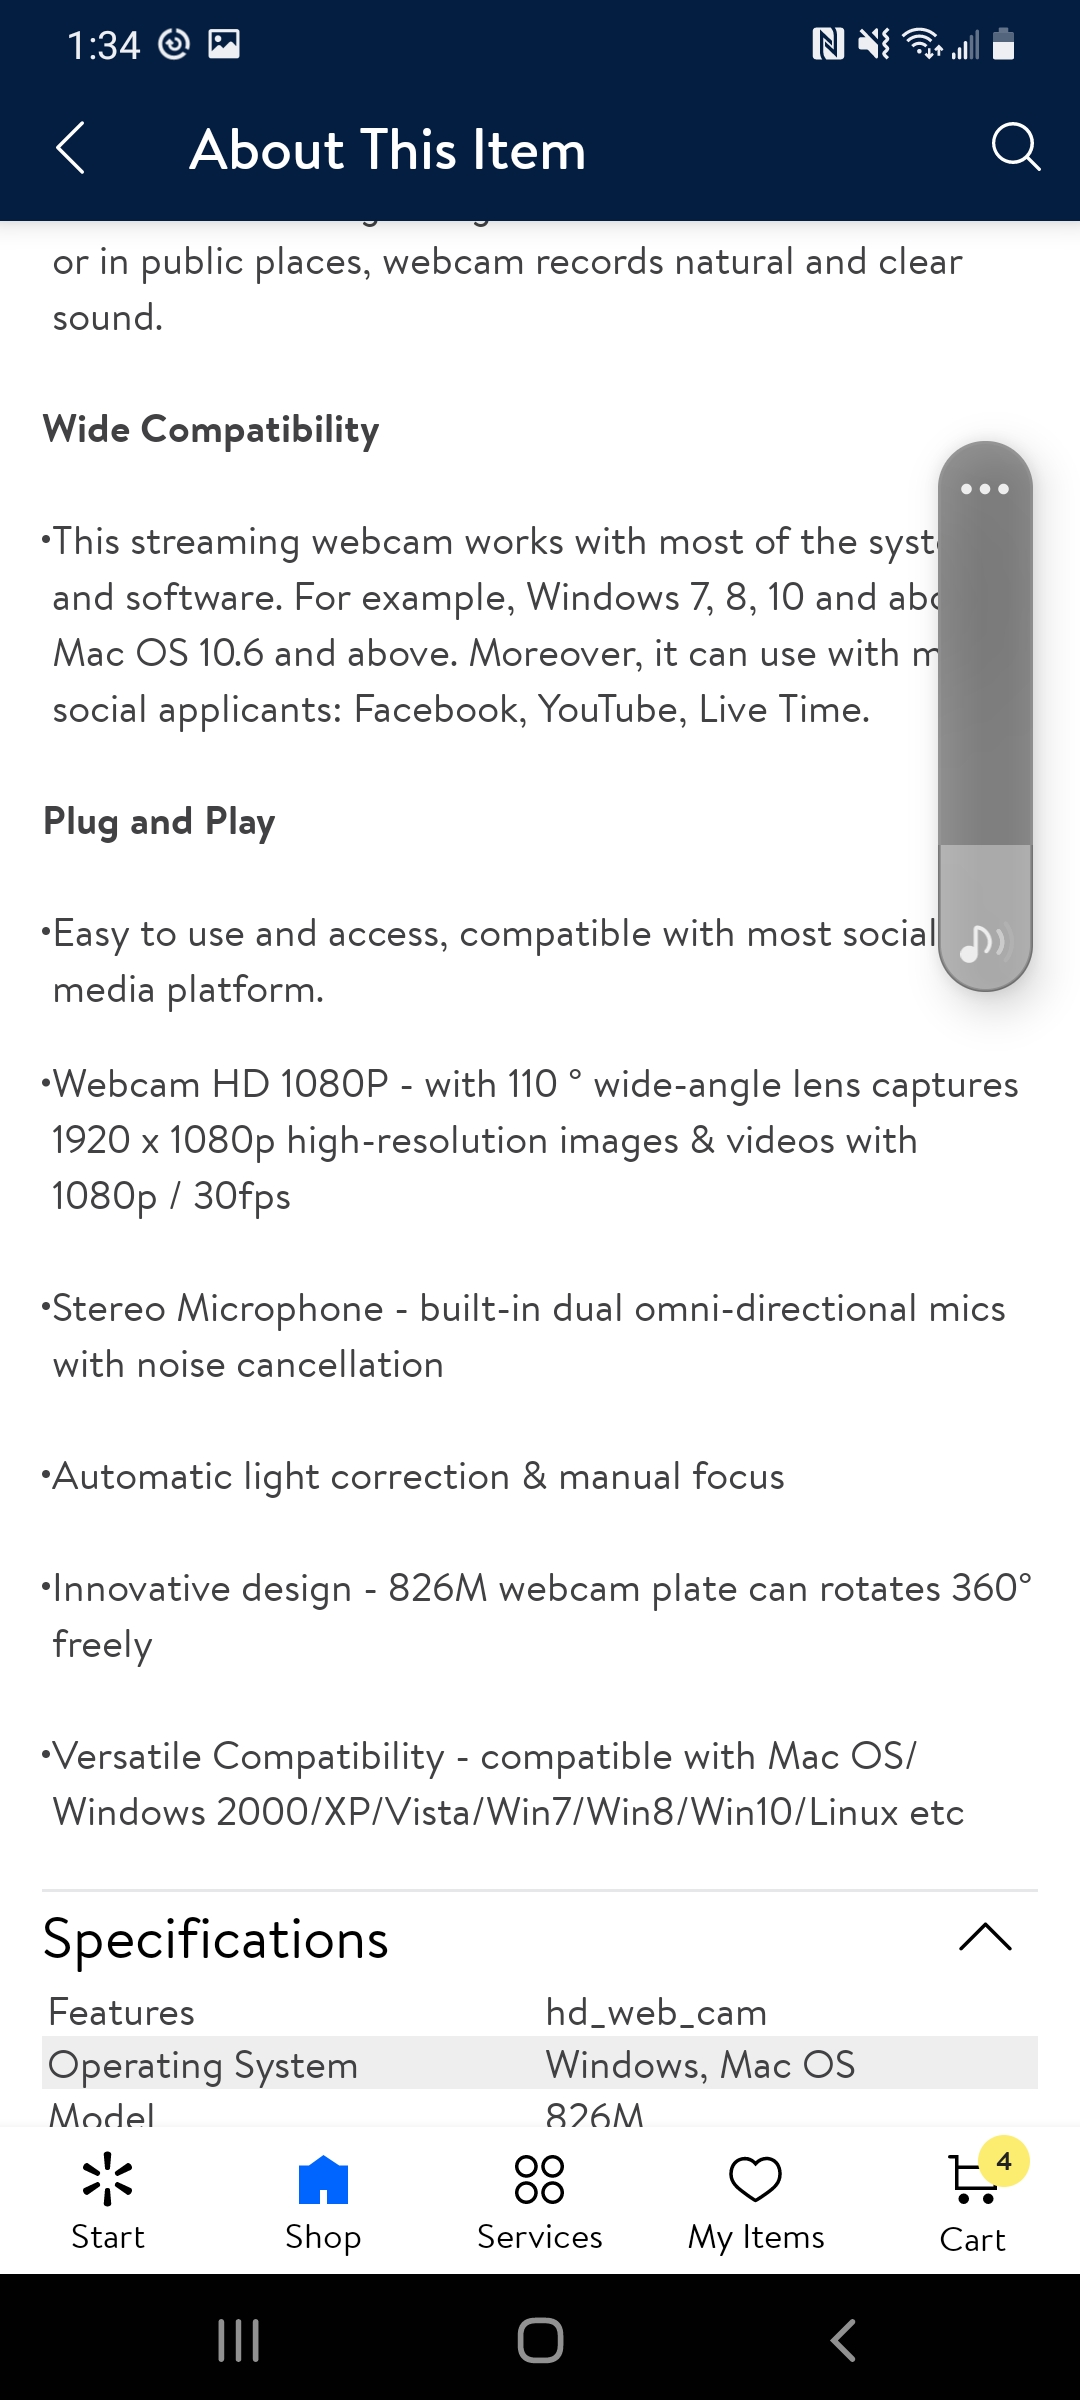 1:34
About This Item
or in public places, webcam records natural and clear
sound.
Wide Compatibility
•This streaming webcam works with most of the
and software. For example, Windows 7, 8, 10 and
Mac OS 10.6 and above. Moreover, it can use with
social applicants: Facebook, YouTube, Live Time.
Plug and Play
•Easy to use and access, compatible with most social
media platform.
•Webcam HD 1080P - with 110 ° wide-angle lens captures
1920 x 1080p high-resolution images & videos with
1080p / 30fps
•Stereo Microphone - built-in dual omni-directional mics
with noise cancellation
•Automatic light correction & manual focus
•Innovative design - 826M webcam plate can rotates 360°
freely
•Versatile Compatibility - compatible with Mac OS/
Windows 2000/XP/Vista/Win7/Win8/Win10/Linux etc
Specifications
Features hd_web_cam
Operating System Windows, Mac OS
Model 826M
4
Start Shop Services My Items Cart